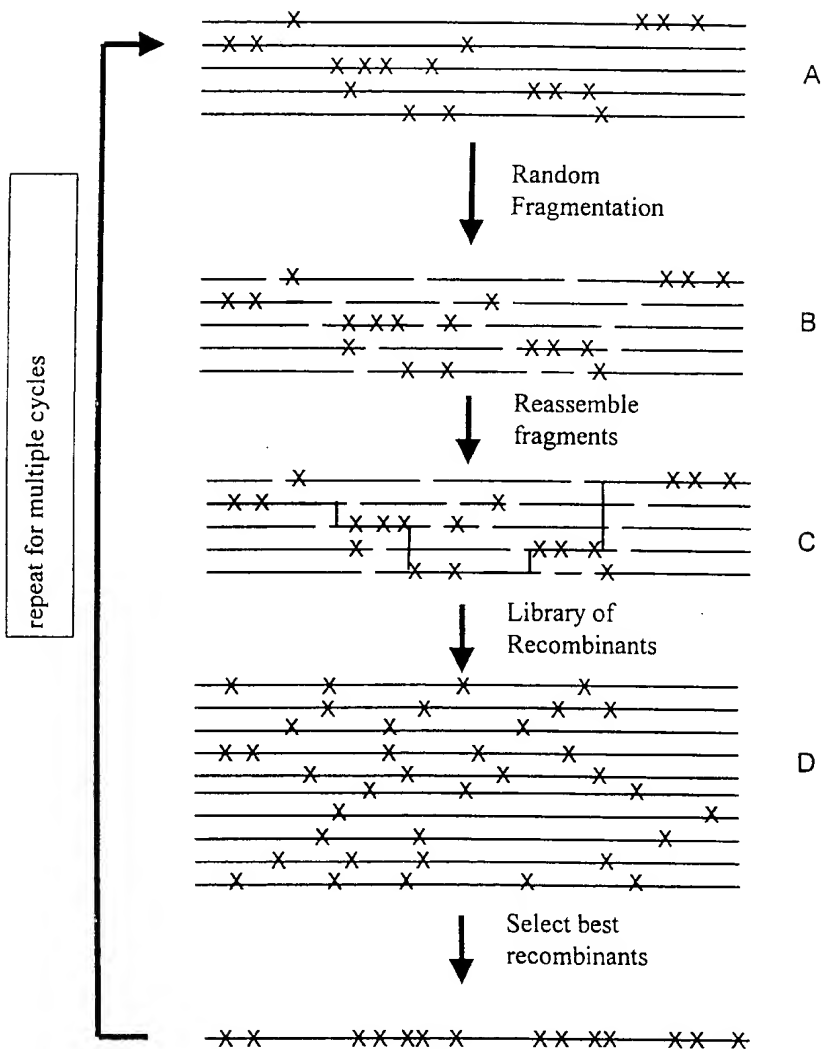 A
Random
Fragmentation
B
Reassemble
fragments
C
Library of
Recombinants
D
Select best
recombinants
repeat for multiple cycles